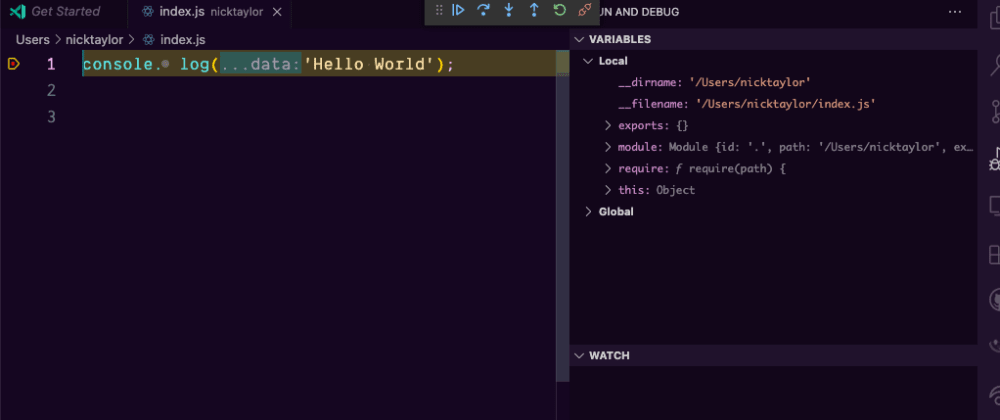 Get Started
index.js nicktaylor
UN AND DEBUG
Users > nicktaylor > index.js
1 console. log(...data:'Hello World');
2
3
VARIABLES
Local
__dirname: '/Users/nicktaylor'
__filename: '/Users/nicktaylor/index.js'
exports: {}
module: Module {id: '.', path: '/Users/nicktaylor', ex…
require: ƒ require(path) {
this: Object
Global
WATCH